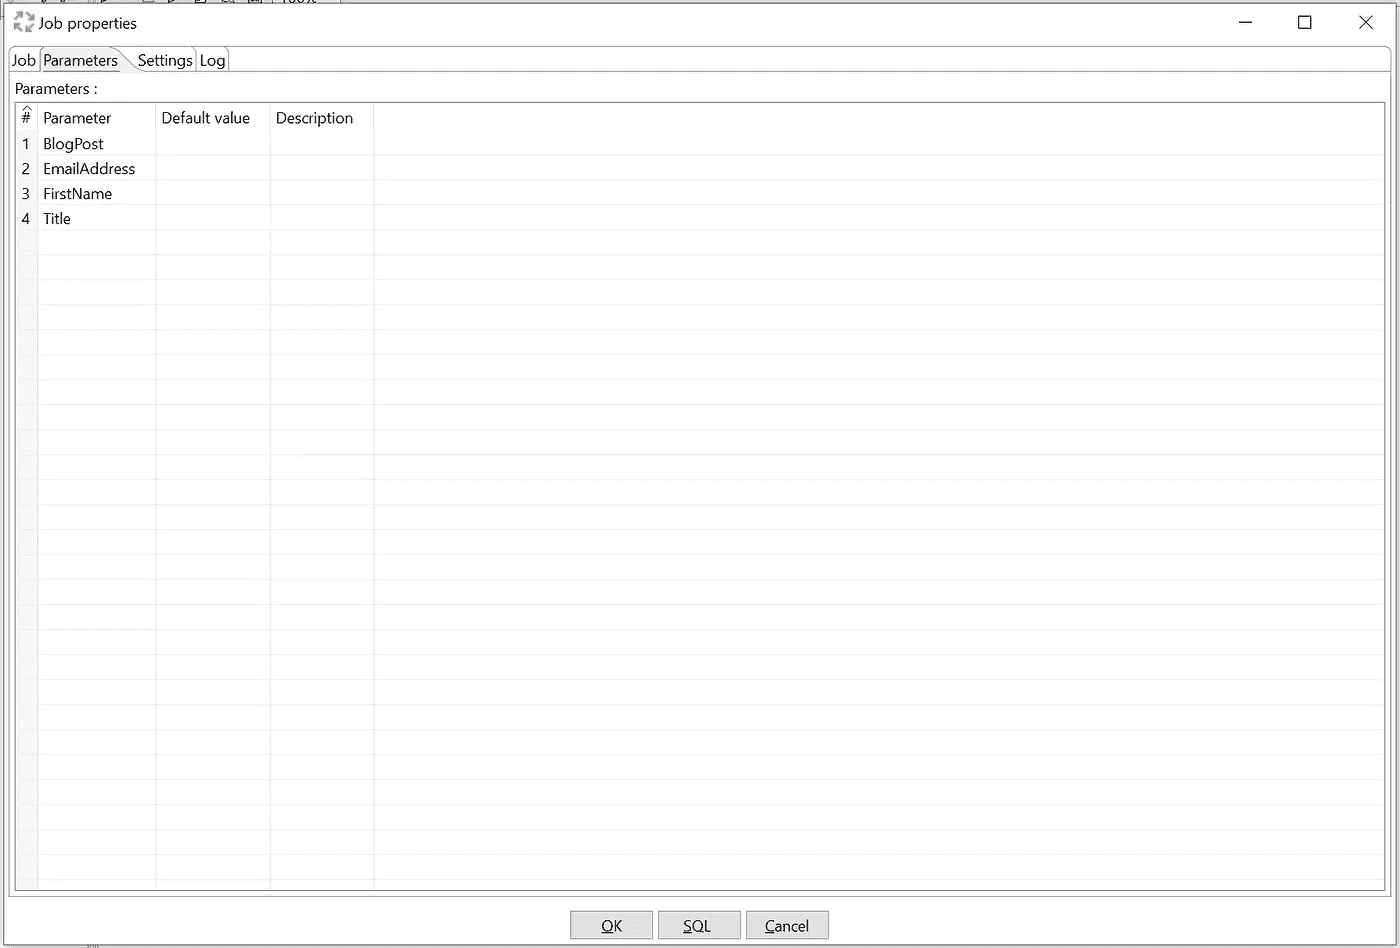 Job properties
Job Parameters Settings Log
Parameters :
# Parameter Default value Description
1 BlogPost
2 EmailAddress
3 FirstName
4 Title
OK SQL Cancel